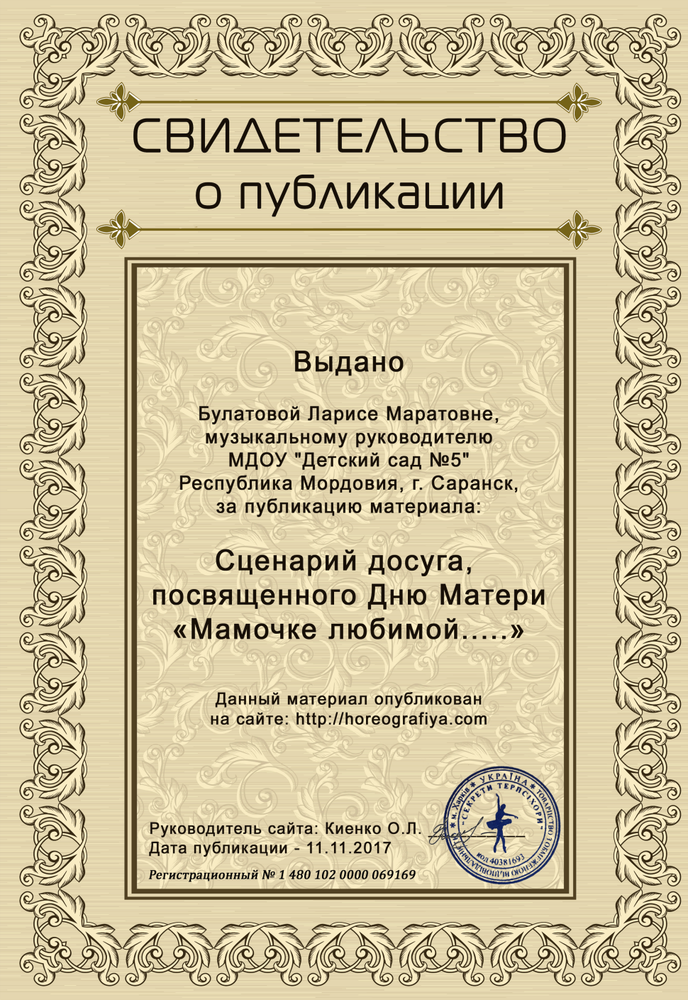 СВИДЕТЕЛЬСТВО
о публикации
Выдано
Булатовой Ларисе Маратовне,
музыкальному руководителю
МДОУ "Детский сад №5"
Республика Мордовия, г. Саранск,
за публикацию материала:
Сценарий досуга,
посвященного Дню Матери
«Мамочке любимой.....»
Данный материал опубликован
на сайте: http://horeografiya.com
Руководитель сайта: Киенко О.Л.
Дата публикации - 11.11.2017
Регистрационный № 1 480 102 0000 069169
м. Харків * УКРАЇНА * ТОВАРИСТВО З ОБМЕЖЕНОЮ ВІДПОВІДАЛЬНІСТЮ
"СЕКРЕТИ ТЕРПСІХОРИ"
код 40381693